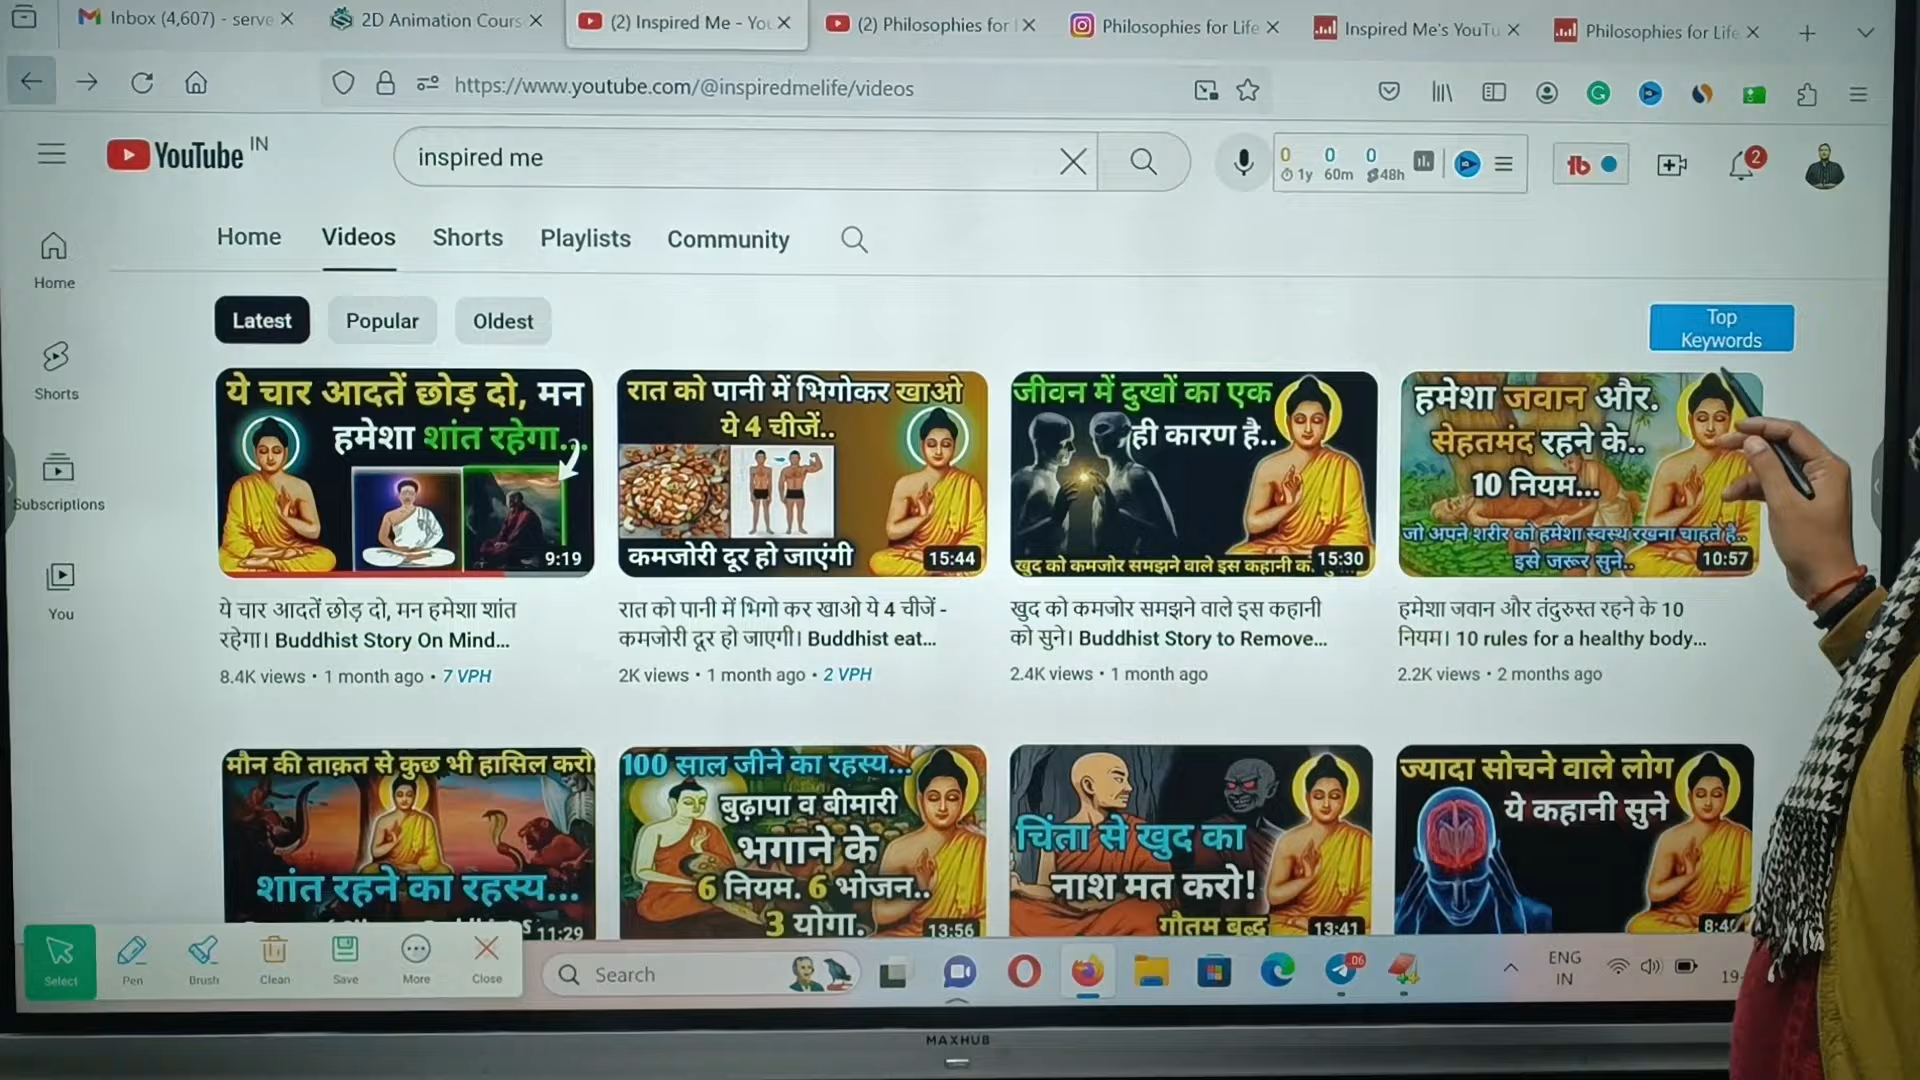 Inbox (4,607) - serve
2D Animation Cours
(2) Inspired Me - You
(2) Philosophies for
Philosophies for Life
Inspired Me's YouTu
Philosophies for Life
https://www.youtube.com/@inspiredmelife/videos
YouTube IN
inspired me
0 0 0
1y 60m 48h
2
Home
Videos
Shorts
Playlists
Community
Home
Shorts
Subscriptions
You
Latest
Popular
Oldest
Top
Keywords
ये चार आदतें छोड़ दो, मन
हमेशा शांत रहेगा...
9:19
रात को पानी में भिगोकर खाओ
ये 4 चीजें..
कमजोरी दूर हो जाएंगी
15:44
जीवन में दुखों का एक
ही कारण है..
खुद को कमजोर समझने वाले इस कहानी
15:30
हमेशा जवान और.
सेहतमंद रहने के..
10 नियम...
जो अपने शरीर को हमेशा स्वस्थ रखना चाहते है..
इसे जरूर सुने..
10:57
ये चार आदतें छोड़ दो, मन हमेशा शांत
रहेगा। Buddhist Story On Mind...
8.4K views • 1 month ago • 7 VPH
रात को पानी में भिगो कर खाओ ये 4 चीजें -
कमजोरी दूर हो जाएगी। Buddhist eat...
2K views • 1 month ago • 2 VPH
खुद को कमजोर समझने वाले इस कहानी
को सुने। Buddhist Story to Remove...
2.4K views • 1 month ago
हमेशा जवान और तंदुरुस्त रहने के 10
नियम। 10 rules for a healthy body...
2.2K views • 2 months ago
मौन की ताक़त से कुछ भी हासिल करो
शांत रहने का रहस्य...
11:29
100 साल जीने का रहस्य...
बुढ़ापा व बीमारी
भगाने के
6 नियम. 6 भोजन..
3 योगा.
13:56
चिंता से खुद का
नाश मत करो!
गौतम बुद्ध
13:41
ज्यादा सोचने वाले लोग
ये कहानी सुने
Select
Pen
Brush
Clean
Save
More
Close
Search
06
ENG
IN
MAXHUB